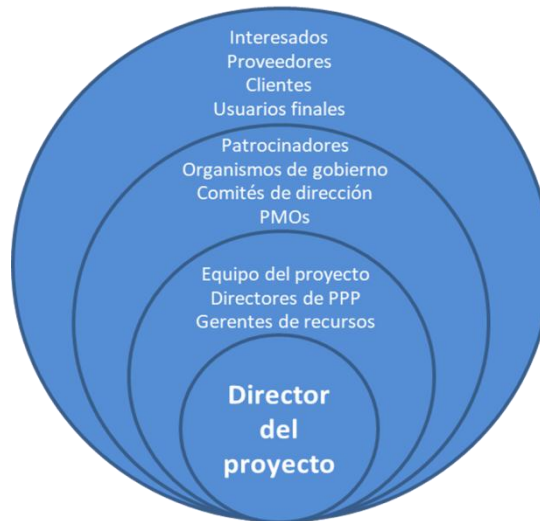 Interesados
Proveedores
Clientes
Usuarios finales
Patrocinadores
Organismos de gobierno
Comités de dirección
PMOs
Equipo del proyecto
Directores de PPP
Gerentes de recursos
Director
del
proyecto